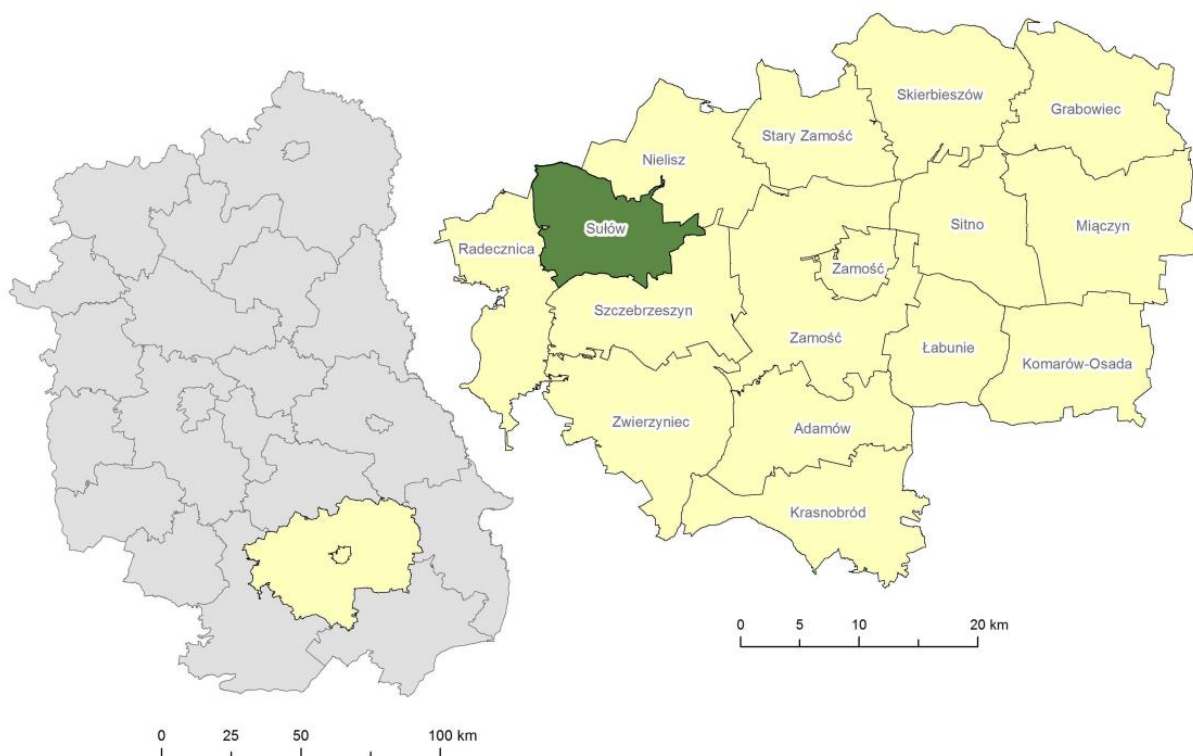 Skierbieszów
Grabowiec
Stary Zamość
Nielisz
Sułów
Sitno
Miączyn
Radecznica
Zamość
Szczebrzeszyn
Zamość
Łabunie
Komarów-Osada
Zwierzyniec
Adamów
Krasnobród
0 5 10 20 km
0 25 50 100 km